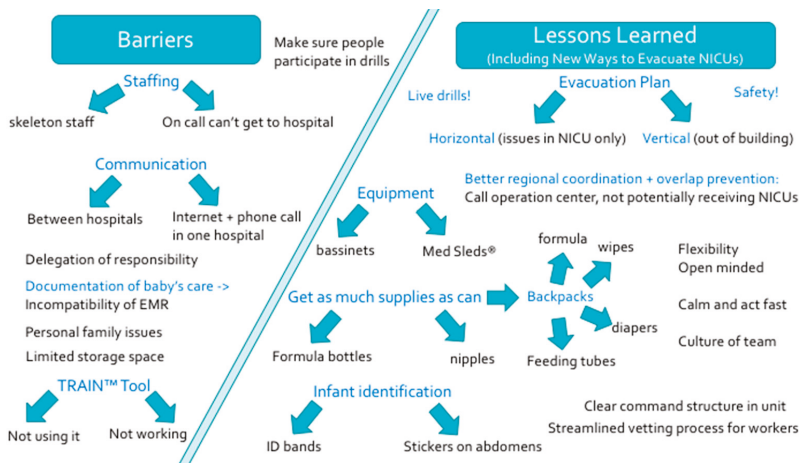 Barriers
Make sure people
participate in drills
Staffing
skeleton staff
On call can't get to hospital
Communication
Between hospitals
Internet + phone call
in one hospital
Delegation of responsibility
Documentation of baby's care ->
Incompatibility of EMR
Personal family issues
Limited storage space
TRAIN™ Tool
Not using it
Not working
Lessons Learned
(Including New Ways to Evacuate NICUs)
Live drills!
Evacuation Plan
Safety!
Horizontal (issues in NICU only)
Vertical (out of building)
Better regional coordination + overlap prevention:
Call operation center, not potentially receiving NICUs
Equipment
bassinets
Med Sleds®
Get as much supplies as can
Formula bottles
nipples
Backpacks
formula
wipes
diapers
Feeding tubes
Flexibility
Open minded
Calm and act fast
Culture of team
Infant identification
ID bands
Stickers on abdomens
Clear command structure in unit
Streamlined vetting process for workers